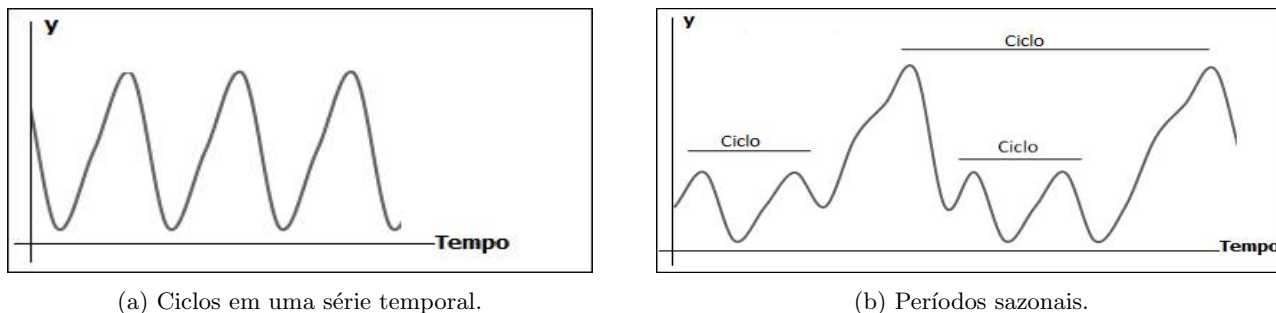 y
Tempo
(a) Ciclos em uma série temporal.
y
Ciclo
Ciclo
Ciclo
Tempo
(b) Períodos sazonais.